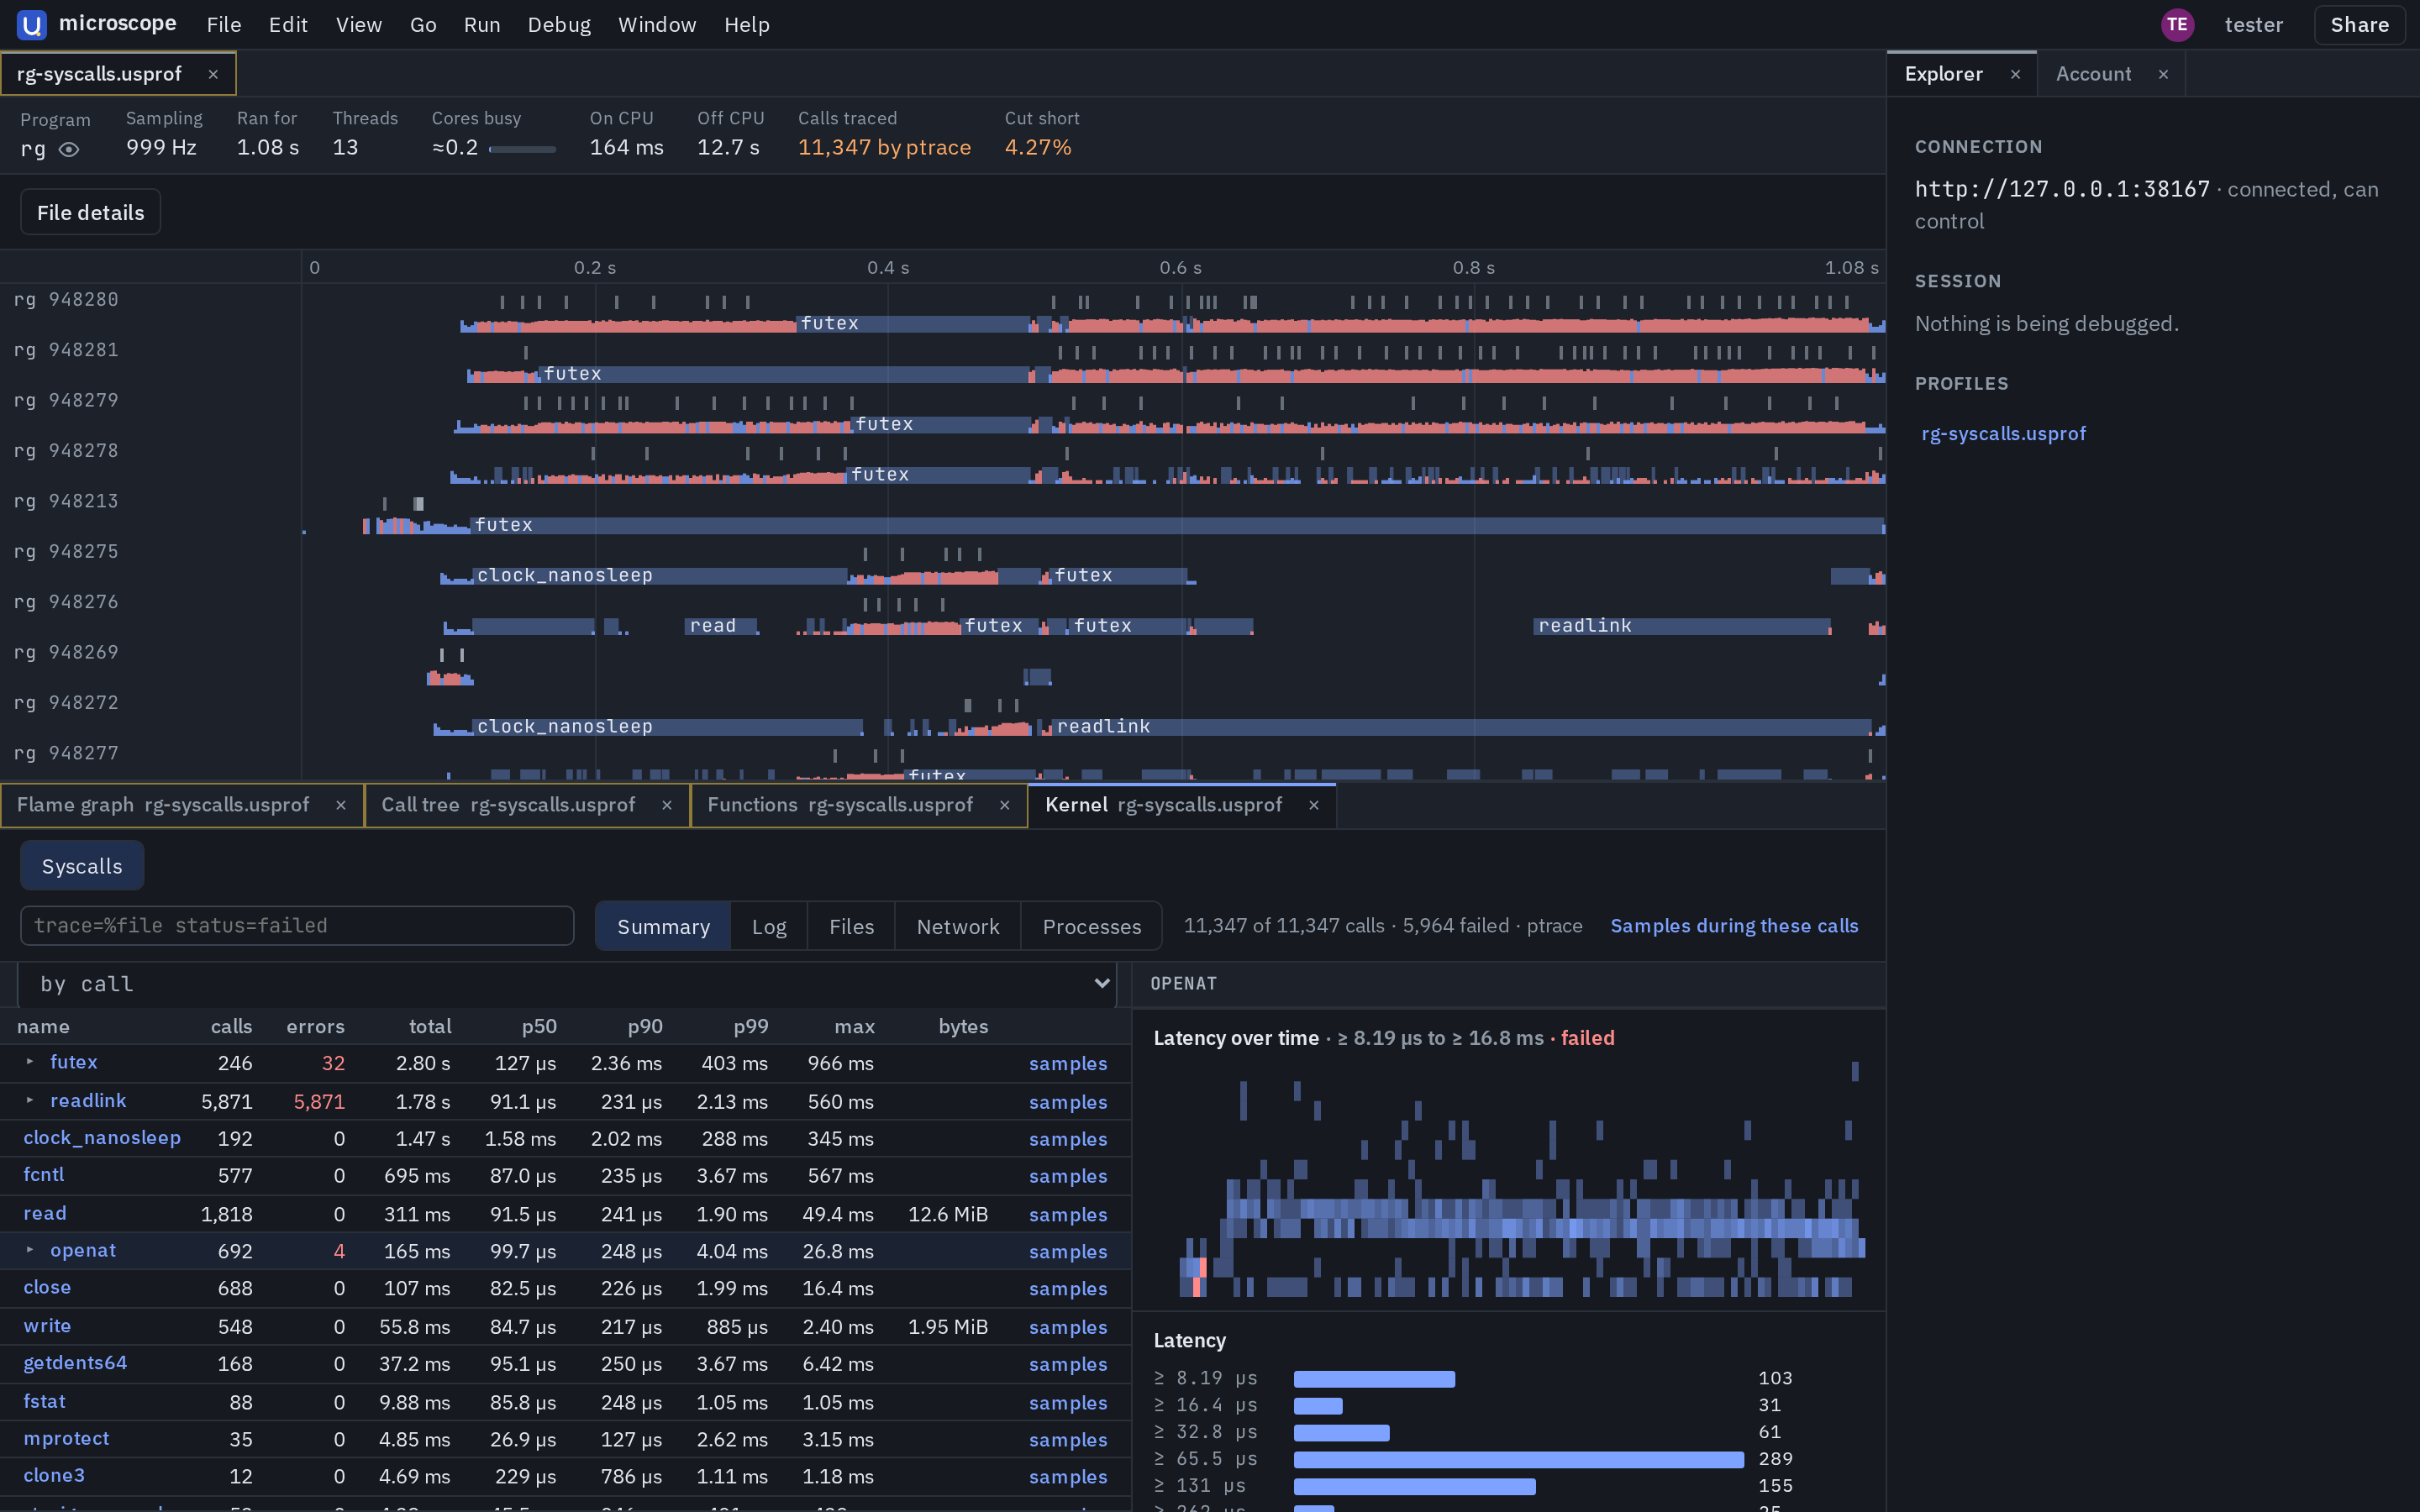 microscope File Edit View Go Run Debug Window Help TE tester Share
rg-syscalls.usprof ×
Explorer × Account ×
Program Sampling Ran for Threads Cores busy On CPU Off CPU Calls traced Cut short
rg 999 Hz 1.08 s 13 ≈0.2 164 ms 12.7 s 11,347 by ptrace 4.27%
File details
CONNECTION
http://127.0.0.1:38167 · connected, can
control
SESSION
Nothing is being debugged.
PROFILES
rg-syscalls.usprof
0 0.2 s 0.4 s 0.6 s 0.8 s 1.08 s
rg 948280
futex
rg 948281
futex
rg 948279
futex
rg 948278
futex
rg 948213
futex
rg 948275
clock_nanosleep futex
rg 948276
read futex futex readlink
rg 948269
rg 948272
clock_nanosleep readlink
rg 948277
futex
Flame graph rg-syscalls.usprof × Call tree rg-syscalls.usprof × Functions rg-syscalls.usprof × Kernel rg-syscalls.usprof ×
Syscalls
trace=%file status=failed Summary Log Files Network Processes 11,347 of 11,347 calls · 5,964 failed · ptrace Samples during these calls
by call
name calls errors total p50 p90 p99 max bytes
futex 246 32 2.80 s 127 µs 2.36 ms 403 ms 966 ms samples
readlink 5,871 5,871 1.78 s 91.1 µs 231 µs 2.13 ms 560 ms samples
clock_nanosleep 192 0 1.47 s 1.58 ms 2.02 ms 288 ms 345 ms samples
fcntl 577 0 695 ms 87.0 µs 235 µs 3.67 ms 567 ms samples
read 1,818 0 311 ms 91.5 µs 241 µs 1.90 ms 49.4 ms 12.6 MiB samples
openat 692 4 165 ms 99.7 µs 248 µs 4.04 ms 26.8 ms samples
close 688 0 107 ms 82.5 µs 226 µs 1.99 ms 16.4 ms samples
write 548 0 55.8 ms 84.7 µs 217 µs 885 µs 2.40 ms 1.95 MiB samples
getdents64 168 0 37.2 ms 95.1 µs 250 µs 3.67 ms 6.42 ms samples
fstat 88 0 9.88 ms 85.8 µs 248 µs 1.05 ms 1.05 ms samples
mprotect 35 0 4.85 ms 26.9 µs 127 µs 2.62 ms 3.15 ms samples
clone3 12 0 4.69 ms 229 µs 786 µs 1.11 ms 1.18 ms samples
OPENAT
Latency over time · ≥ 8.19 µs to ≥ 16.8 ms · failed
Latency
≥ 8.19 µs 103
≥ 16.4 µs 31
≥ 32.8 µs 61
≥ 65.5 µs 289
≥ 131 µs 155